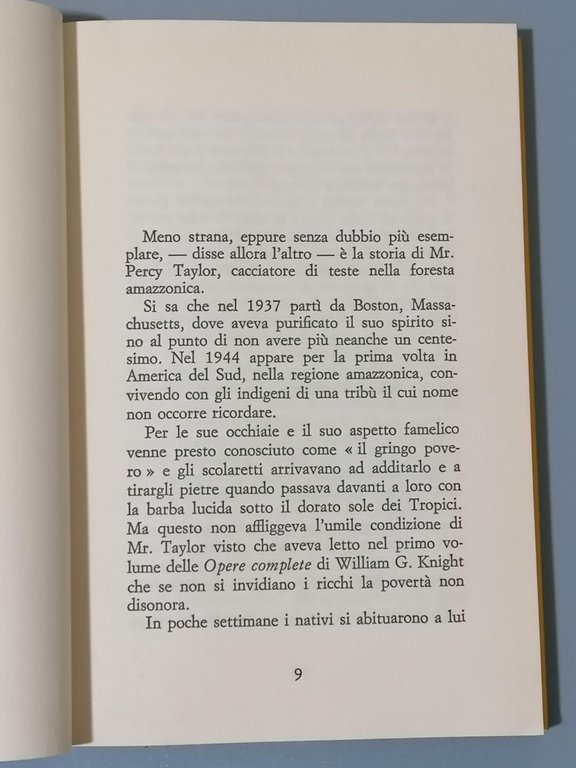 Meno strana, eppure senza dubbio più esem-
plare, — disse allora l'altro — è la storia di Mr.
Percy Taylor, cacciatore di teste nella foresta
amazzonica.
Si sa che nel 1937 partì da Boston, Massa-
chusetts, dove aveva purificato il suo spirito si-
no al punto di non avere più neanche un cente-
simo. Nel 1944 appare per la prima volta in
America del Sud, nella regione amazzonica, con-
vivendo con gli indigeni di una tribù il cui nome
non occorre ricordare.
Per le sue occhiaie e il suo aspetto famelico
venne presto conosciuto come « il gringo pove-
ro » e gli scolaretti arrivavano ad additarlo e a
tirargli pietre quando passava davanti a loro con
la barba lucida sotto il dorato sole dei Tropici.
Ma questo non affliggeva l'umile condizione di
Mr. Taylor visto che aveva letto nel primo vo-
lume delle Opere complete di William G. Knight
che se non si invidiano i ricchi la povertà non
disonora.
In poche settimane i nativi si abituarono a lui
9